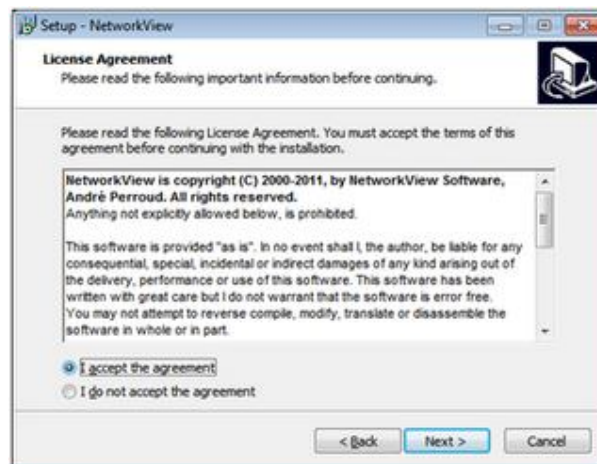 Setup - NetworkView
License Agreement
Please read the following important information before continuing.
Please read the following License Agreement. You must accept the terms of this
agreement before continuing with the installation.
NetworkView is copyright (C) 2000-2011, by NetworkView Software,
André Perroud. All rights reserved.
Anything not explicitly allowed below, is prohibited.
This software is provided "as is". In no event shall I, the author, be liable for any
consequential, special, incidental or indirect damages of any kind arising out of
the delivery, performance or use of this software. This software has been
written with great care but I do not warrant that the software is error free.
You may not attempt to reverse compile, modify, translate or disassemble the
software in whole or in part.
I accept the agreement
I do not accept the agreement
< Back
Next >
Cancel